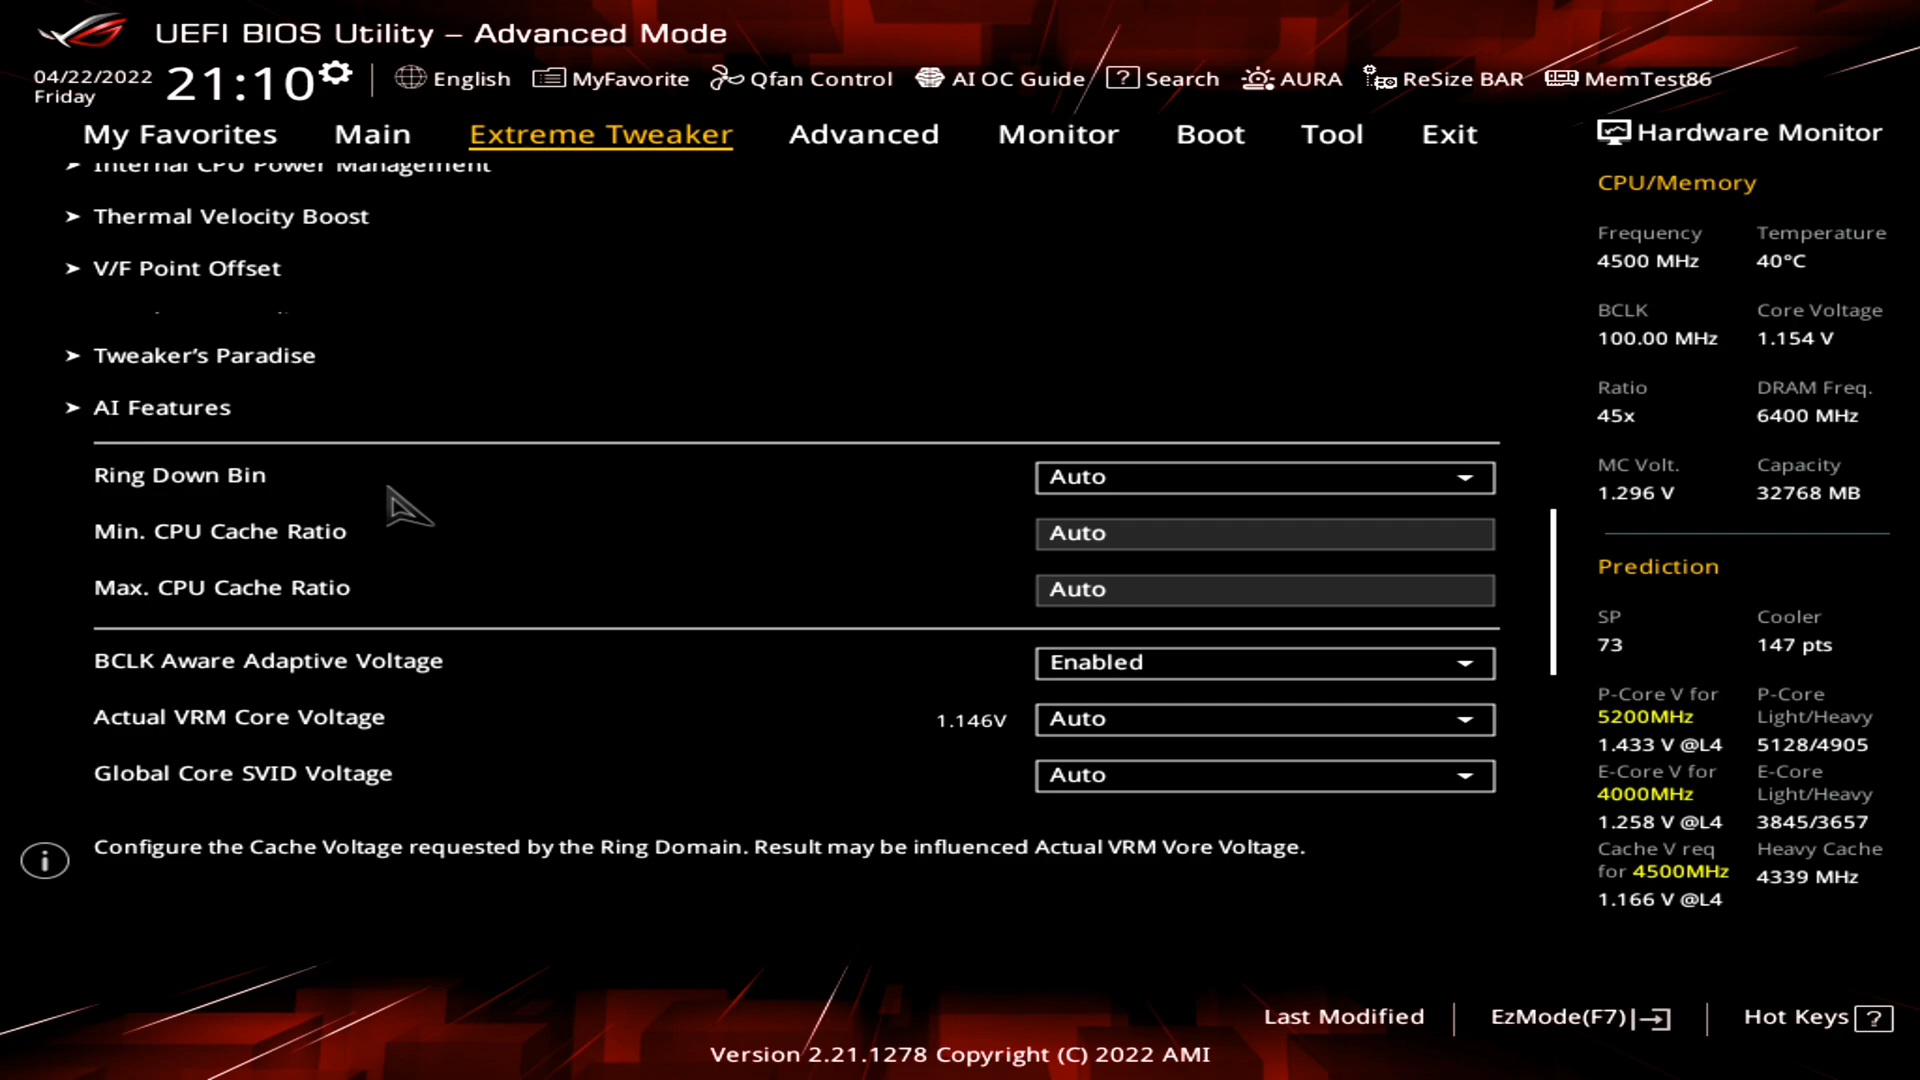 UEFI BIOS Utility – Advanced Mode
04/22/2022
Friday
21:10
English
MyFavorite
Qfan Control
AI OC Guide
? Search
AURA
ReSize BAR
MemTest86
My Favorites
Main
Extreme Tweaker
Advanced
Monitor
Boot
Tool
Exit
Internal CPU Power Management
Thermal Velocity Boost
V/F Point Offset
Tweaker's Paradise
AI Features
Ring Down Bin
Auto
Min. CPU Cache Ratio
Auto
Max. CPU Cache Ratio
Auto
BCLK Aware Adaptive Voltage
Enabled
Actual VRM Core Voltage
1.146V
Auto
Global Core SVID Voltage
Auto
i
Configure the Cache Voltage requested by the Ring Domain. Result may be influenced Actual VRM Vore Voltage.
Hardware Monitor
CPU/Memory
Frequency
Temperature
4500 MHz
40°C
BCLK
Core Voltage
100.00 MHz
1.154 V
Ratio
DRAM Freq.
45x
6400 MHz
MC Volt.
Capacity
1.296 V
32768 MB
Prediction
SP
Cooler
73
147 pts
P-Core V for
P-Core
5200MHz
Light/Heavy
1.433 V @L4
5128/4905
E-Core V for
E-Core
4000MHz
Light/Heavy
1.258 V @L4
3845/3657
Cache V req
Heavy Cache
for 4500MHz
4339 MHz
1.166 V @L4
Last Modified
EzMode(F7)
Hot Keys ?
Version 2.21.1278 Copyright (C) 2022 AMI